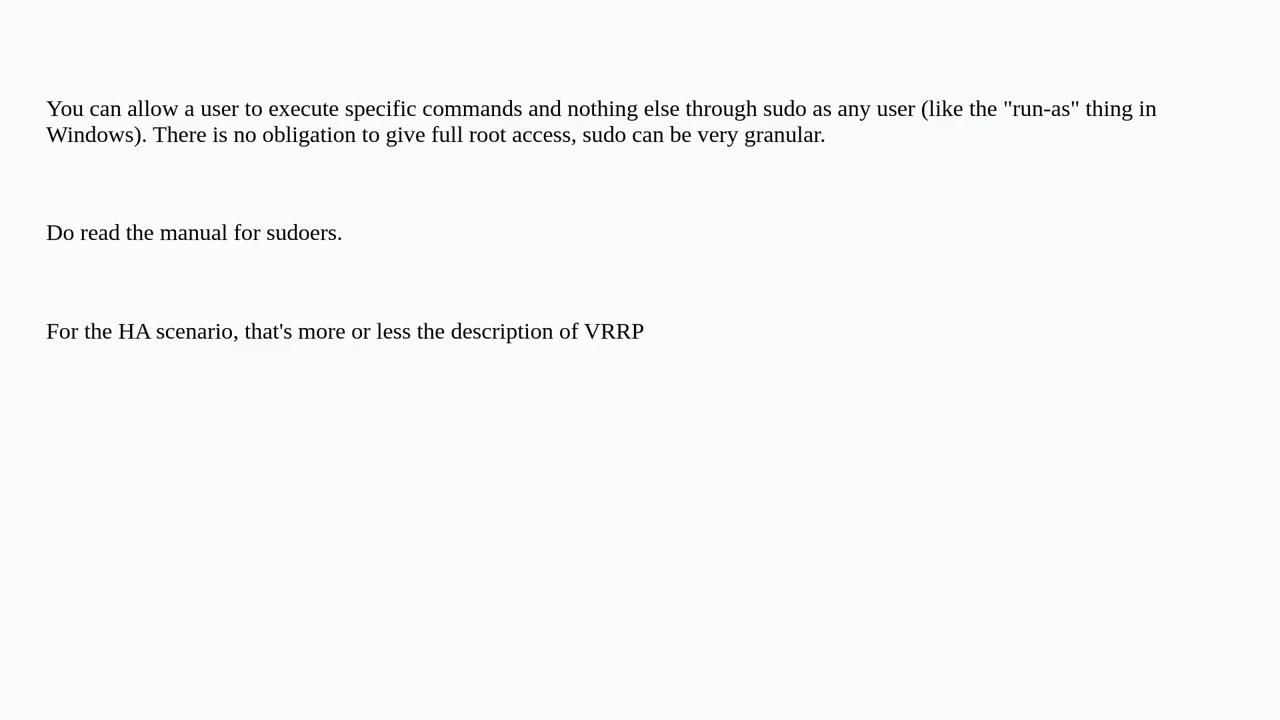 You can allow a user to execute specific commands and nothing else through sudo as any user (like the "run-as" thing in
Windows). There is no obligation to give full root access, sudo can be very granular.
Do read the manual for sudoers.
For the HA scenario, that's more or less the description of VRRP